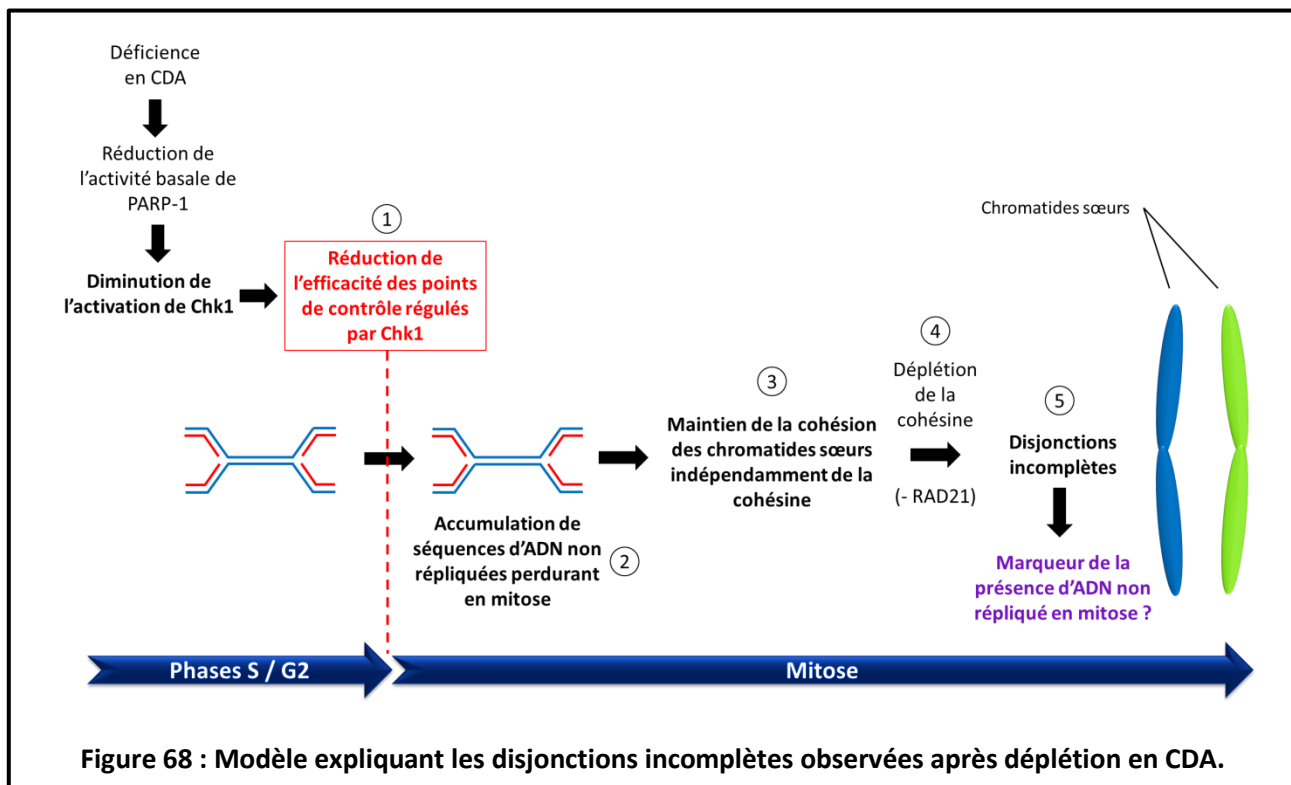 Déficience
en CDA
Réduction de
l'activité basale de
PARP-1
Diminution de
l'activation de Chk1
1
Réduction de
l'efficacité des points
de contrôle régulés
par Chk1
2
Accumulation de
séquences d'ADN non
répliquées perdurant
en mitose
3
Maintien de la cohésion
des chromatides sœurs
indépendamment de la
cohésine
4
Déplétion
de la
cohésine
(- RAD21)
5
Disjonctions
incomplètes
Marqueur de la
présence d'ADN non
répliqué en mitose ?
Chromatides sœurs
Phases S / G2
Mitose
Figure 68 : Modèle expliquant les disjonctions incomplètes observées après déplétion en CDA.